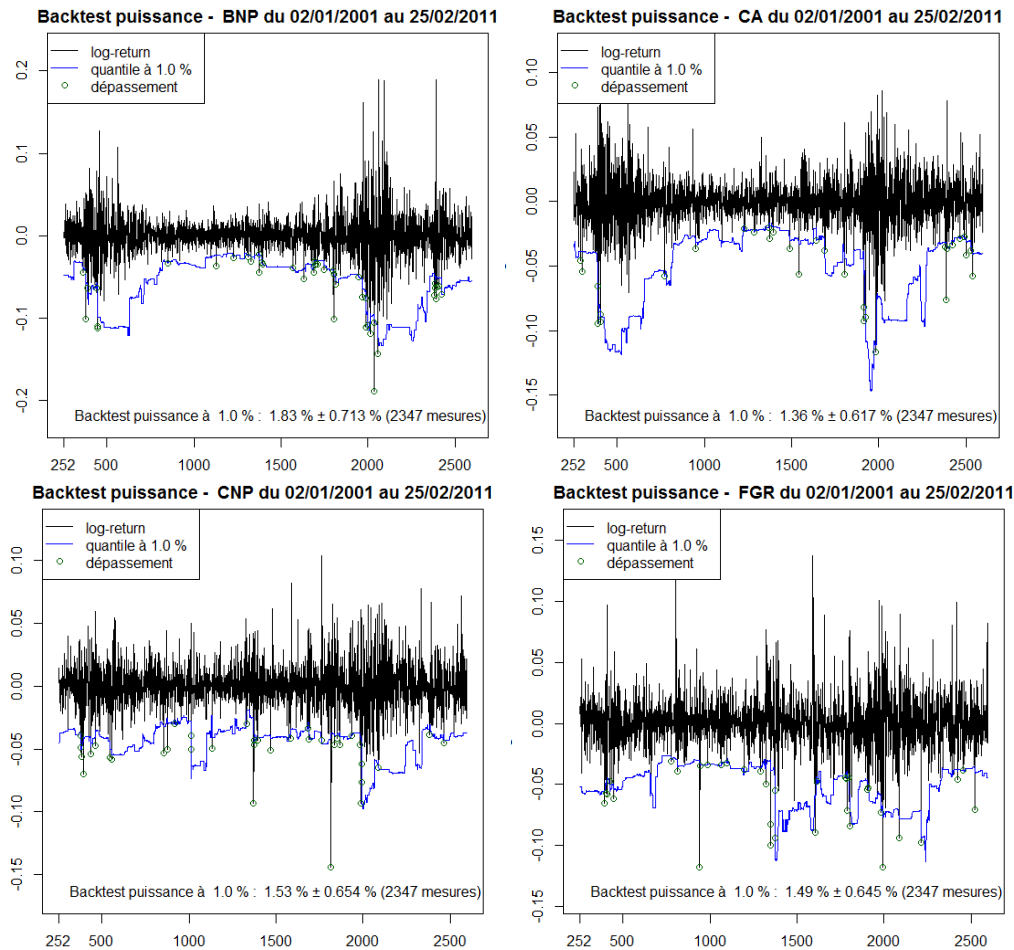 Backtest puissance - BNP du 02/01/2001 au 25/02/2011
log-return
quantile à 1.0 %
dépassement
0.2
0.1
0.0
-0.1
-0.2
Backtest puissance à 1.0 % : 1.83 % ± 0.713 % (2347 mesures)
252 500 1000 1500 2000 2500
Backtest puissance - CA du 02/01/2001 au 25/02/2011
log-return
quantile à 1.0 %
dépassement
0.10
0.05
0.00
-0.05
-0.10
-0.15
Backtest puissance à 1.0 % : 1.36 % ± 0.617 % (2347 mesures)
252 500 1000 1500 2000 2500
Backtest puissance - CNP du 02/01/2001 au 25/02/2011
log-return
quantile à 1.0 %
dépassement
0.10
0.05
0.00
-0.05
-0.10
-0.15
Backtest puissance à 1.0 % : 1.53 % ± 0.654 % (2347 mesures)
252 500 1000 1500 2000 2500
Backtest puissance - FGR du 02/01/2001 au 25/02/2011
log-return
quantile à 1.0 %
dépassement
0.15
0.10
0.05
0.00
-0.05
-0.10
-0.15
Backtest puissance à 1.0 % : 1.49 % ± 0.645 % (2347 mesures)
252 500 1000 1500 2000 2500